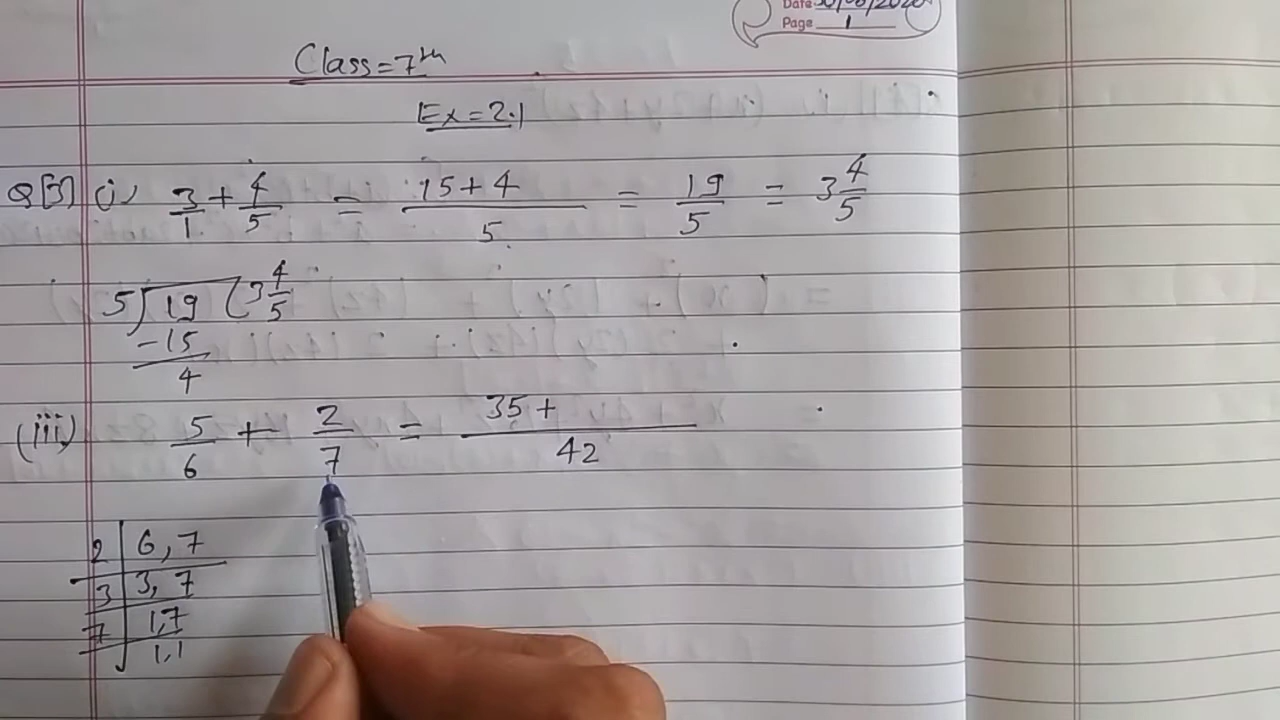 Date 30/06/2020
Page 1
Class = 7th
Ex = 2.1
Q[3] (i) 3/1 + 4/5 = 15 + 4 / 5 = 19/5 = 3 4/5
5 ) 19 ( 3 4/5
- 15
4
(iii) 5/6 + 2/7 = 35 + / 42
2 | 6, 7
3 | 3, 7
7 | 1, 7
1, 1